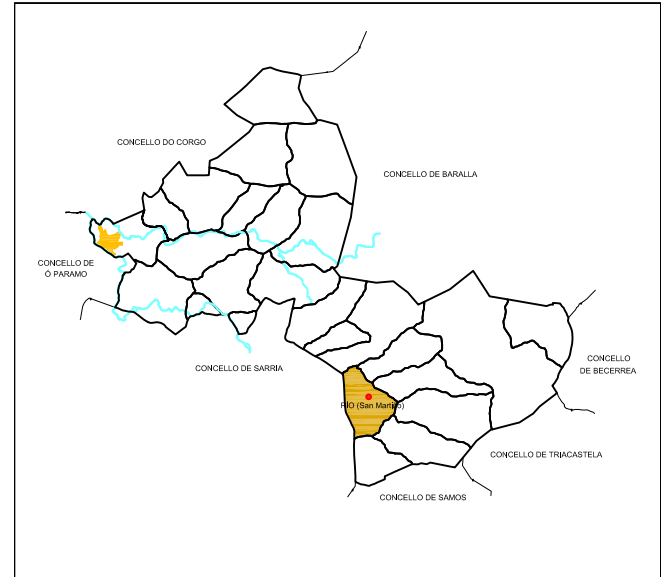 CONCELLO DO CORGO
CONCELLO DE BARALLA
CONCELLO DE
Ó PARAMO
CONCELLO DE SARRIA
CONCELLO
DE BECERREA
RÍO (San Martiño)
CONCELLO DE TRIACASTELA
CONCELLO DE SAMOS